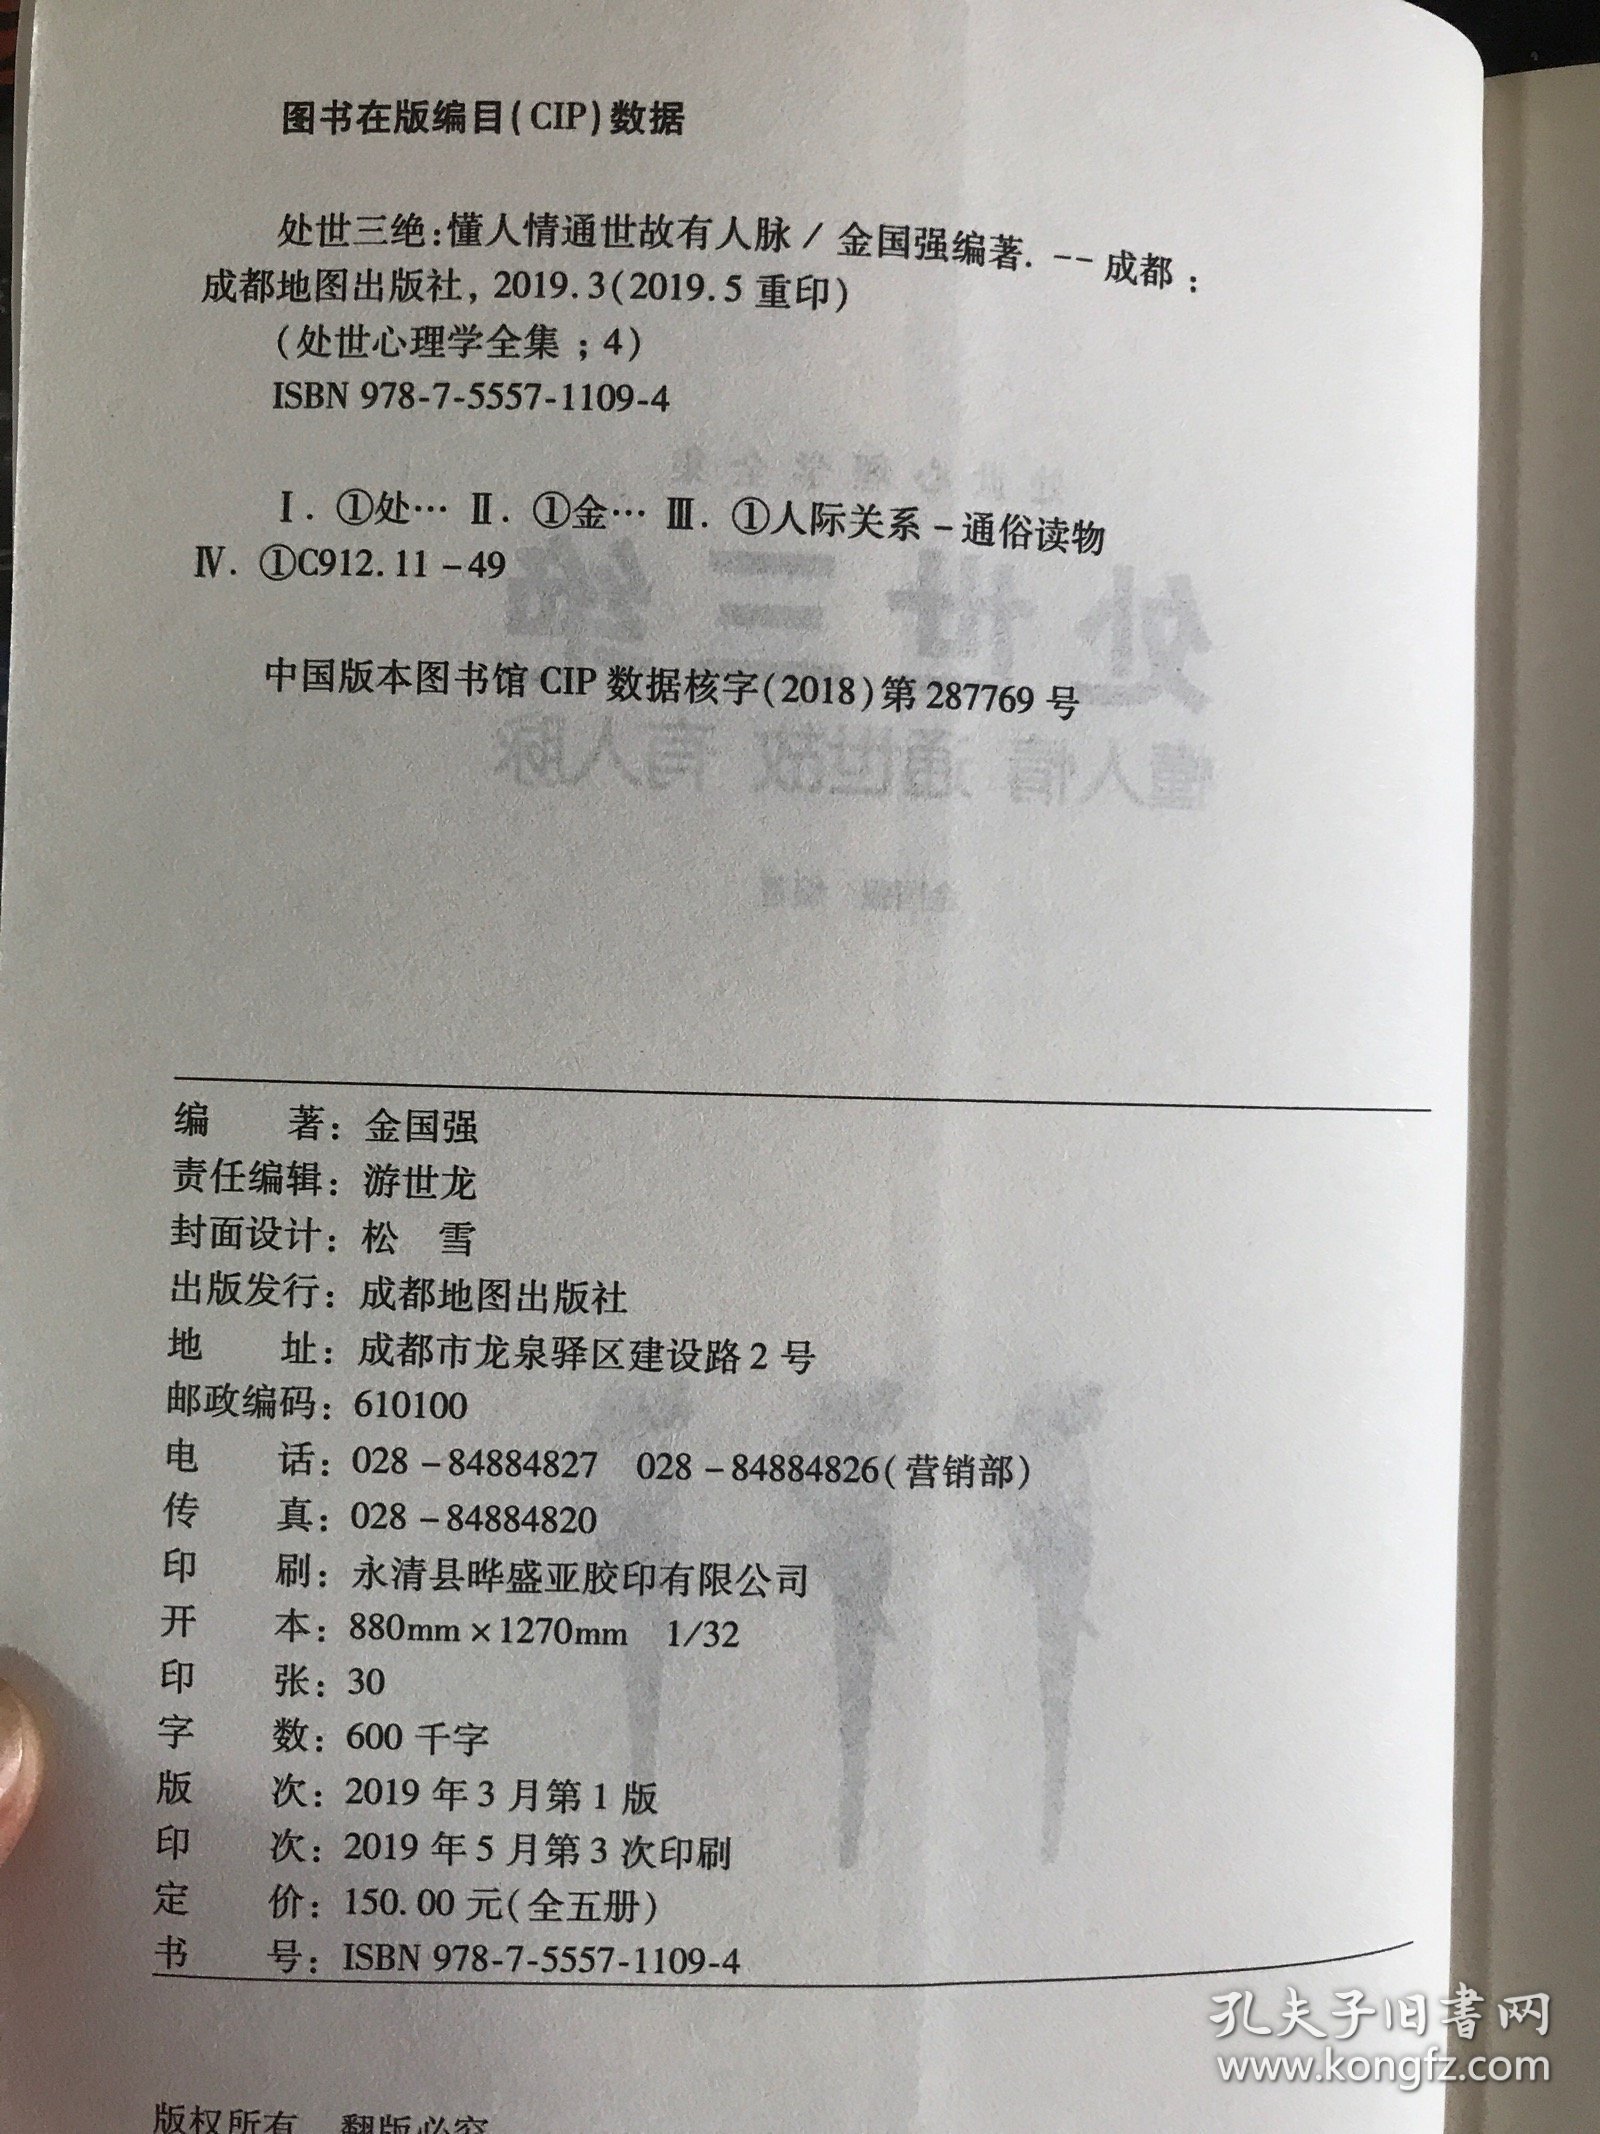 图书在版编目(CIP)数据
处世三绝:懂人情通世故有人脉 / 金国强编著. -- 成都 :
成都地图出版社, 2019.3(2019.5 重印)
(处世心理学全集 ; 4)
ISBN 978-7-5557-1109-4
Ⅰ. ①处… Ⅱ. ①金… Ⅲ. ①人际关系－通俗读物
Ⅳ. ①C912.11－49
中国版本图书馆 CIP 数据核字(2018)第 287769 号
编　　著: 金国强
责任编辑: 游世龙
封面设计: 松　雪
出版发行: 成都地图出版社
地　　址: 成都市龙泉驿区建设路 2 号
邮政编码: 610100
电　　话: 028－84884827　028－84884826(营销部)
传　　真: 028－84884820
印　　刷: 永清县晔盛亚胶印有限公司
开　　本: 880mm×1270mm　1/32
印　　张: 30
字　　数: 600 千字
版　　次: 2019 年 3 月第 1 版
印　　次: 2019 年 5 月第 3 次印刷
定　　价: 150.00 元(全五册)
书　　号: ISBN 978-7-5557-1109-4
版权所有　翻版必究
孔夫子旧书网
www.kongfz.com